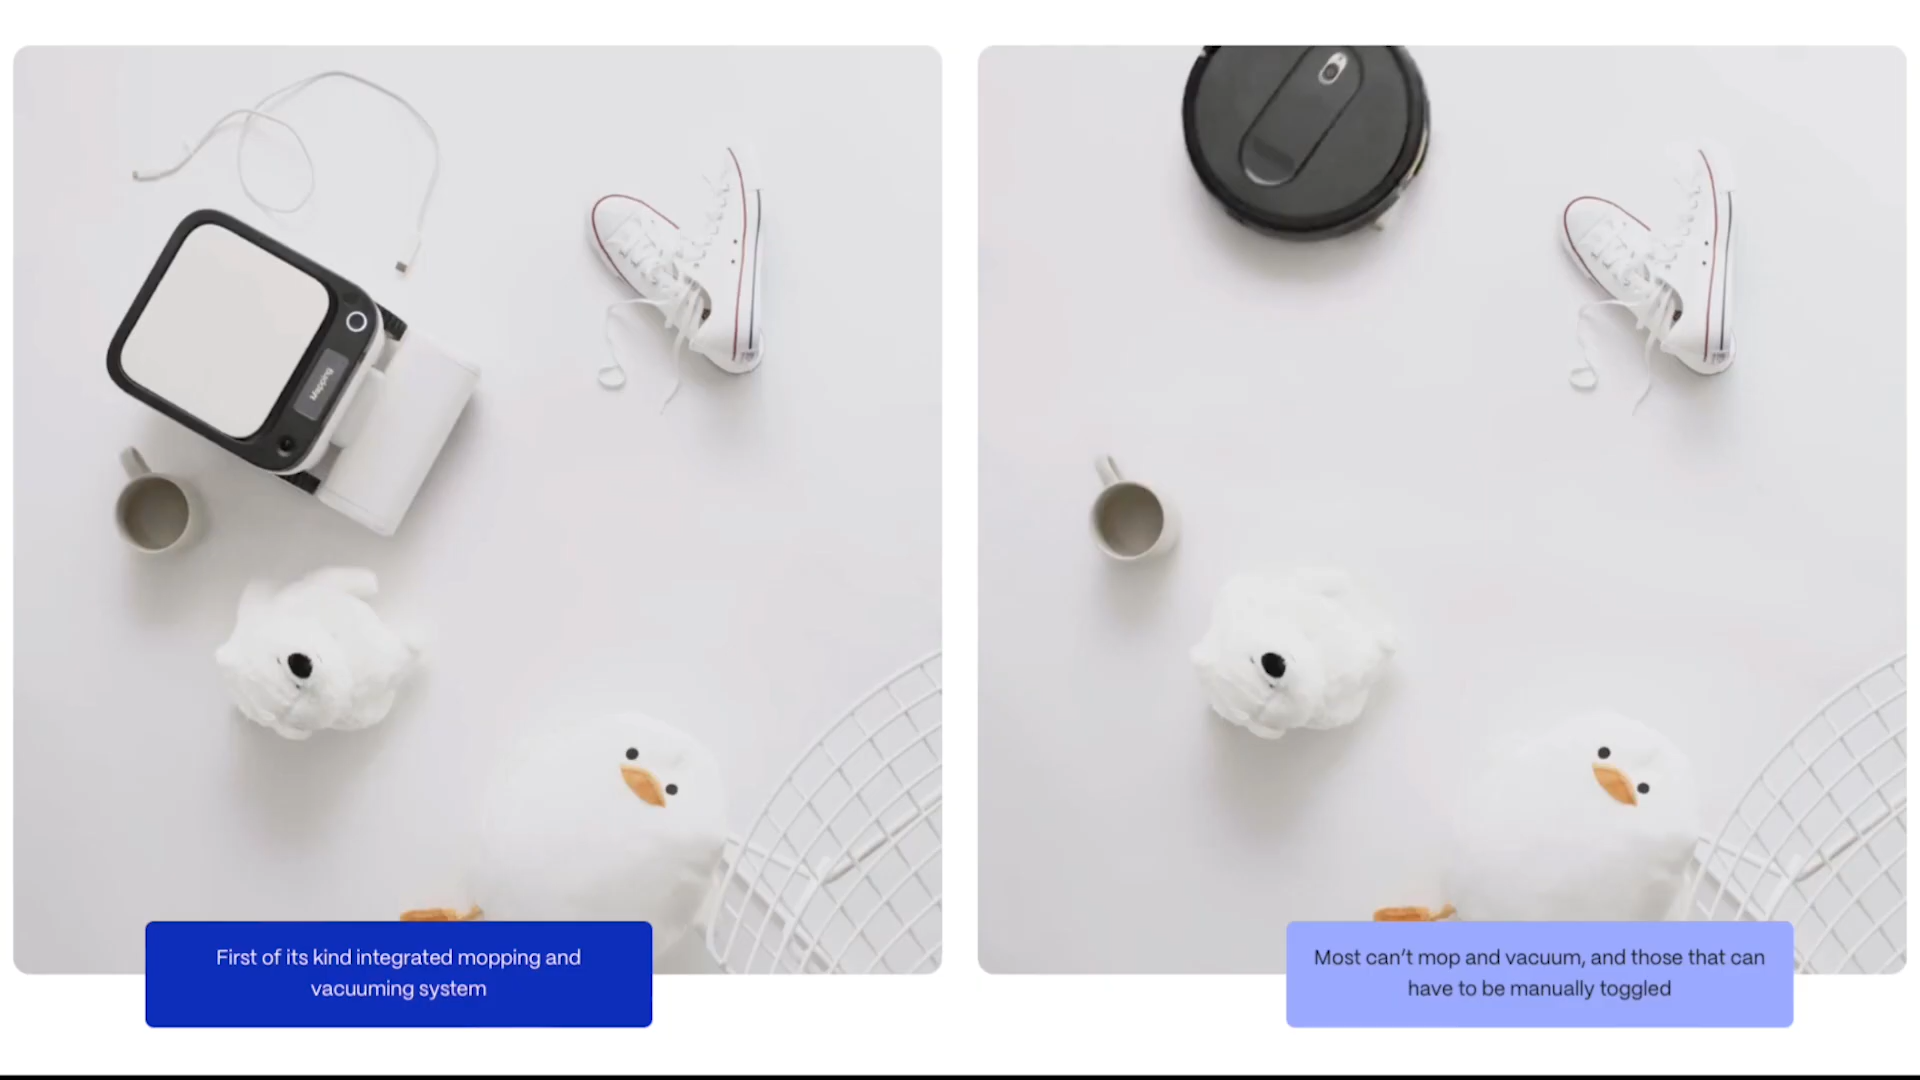 Mapping
First of its kind integrated mopping and
vacuuming system
Most can't mop and vacuum, and those that can
have to be manually toggled